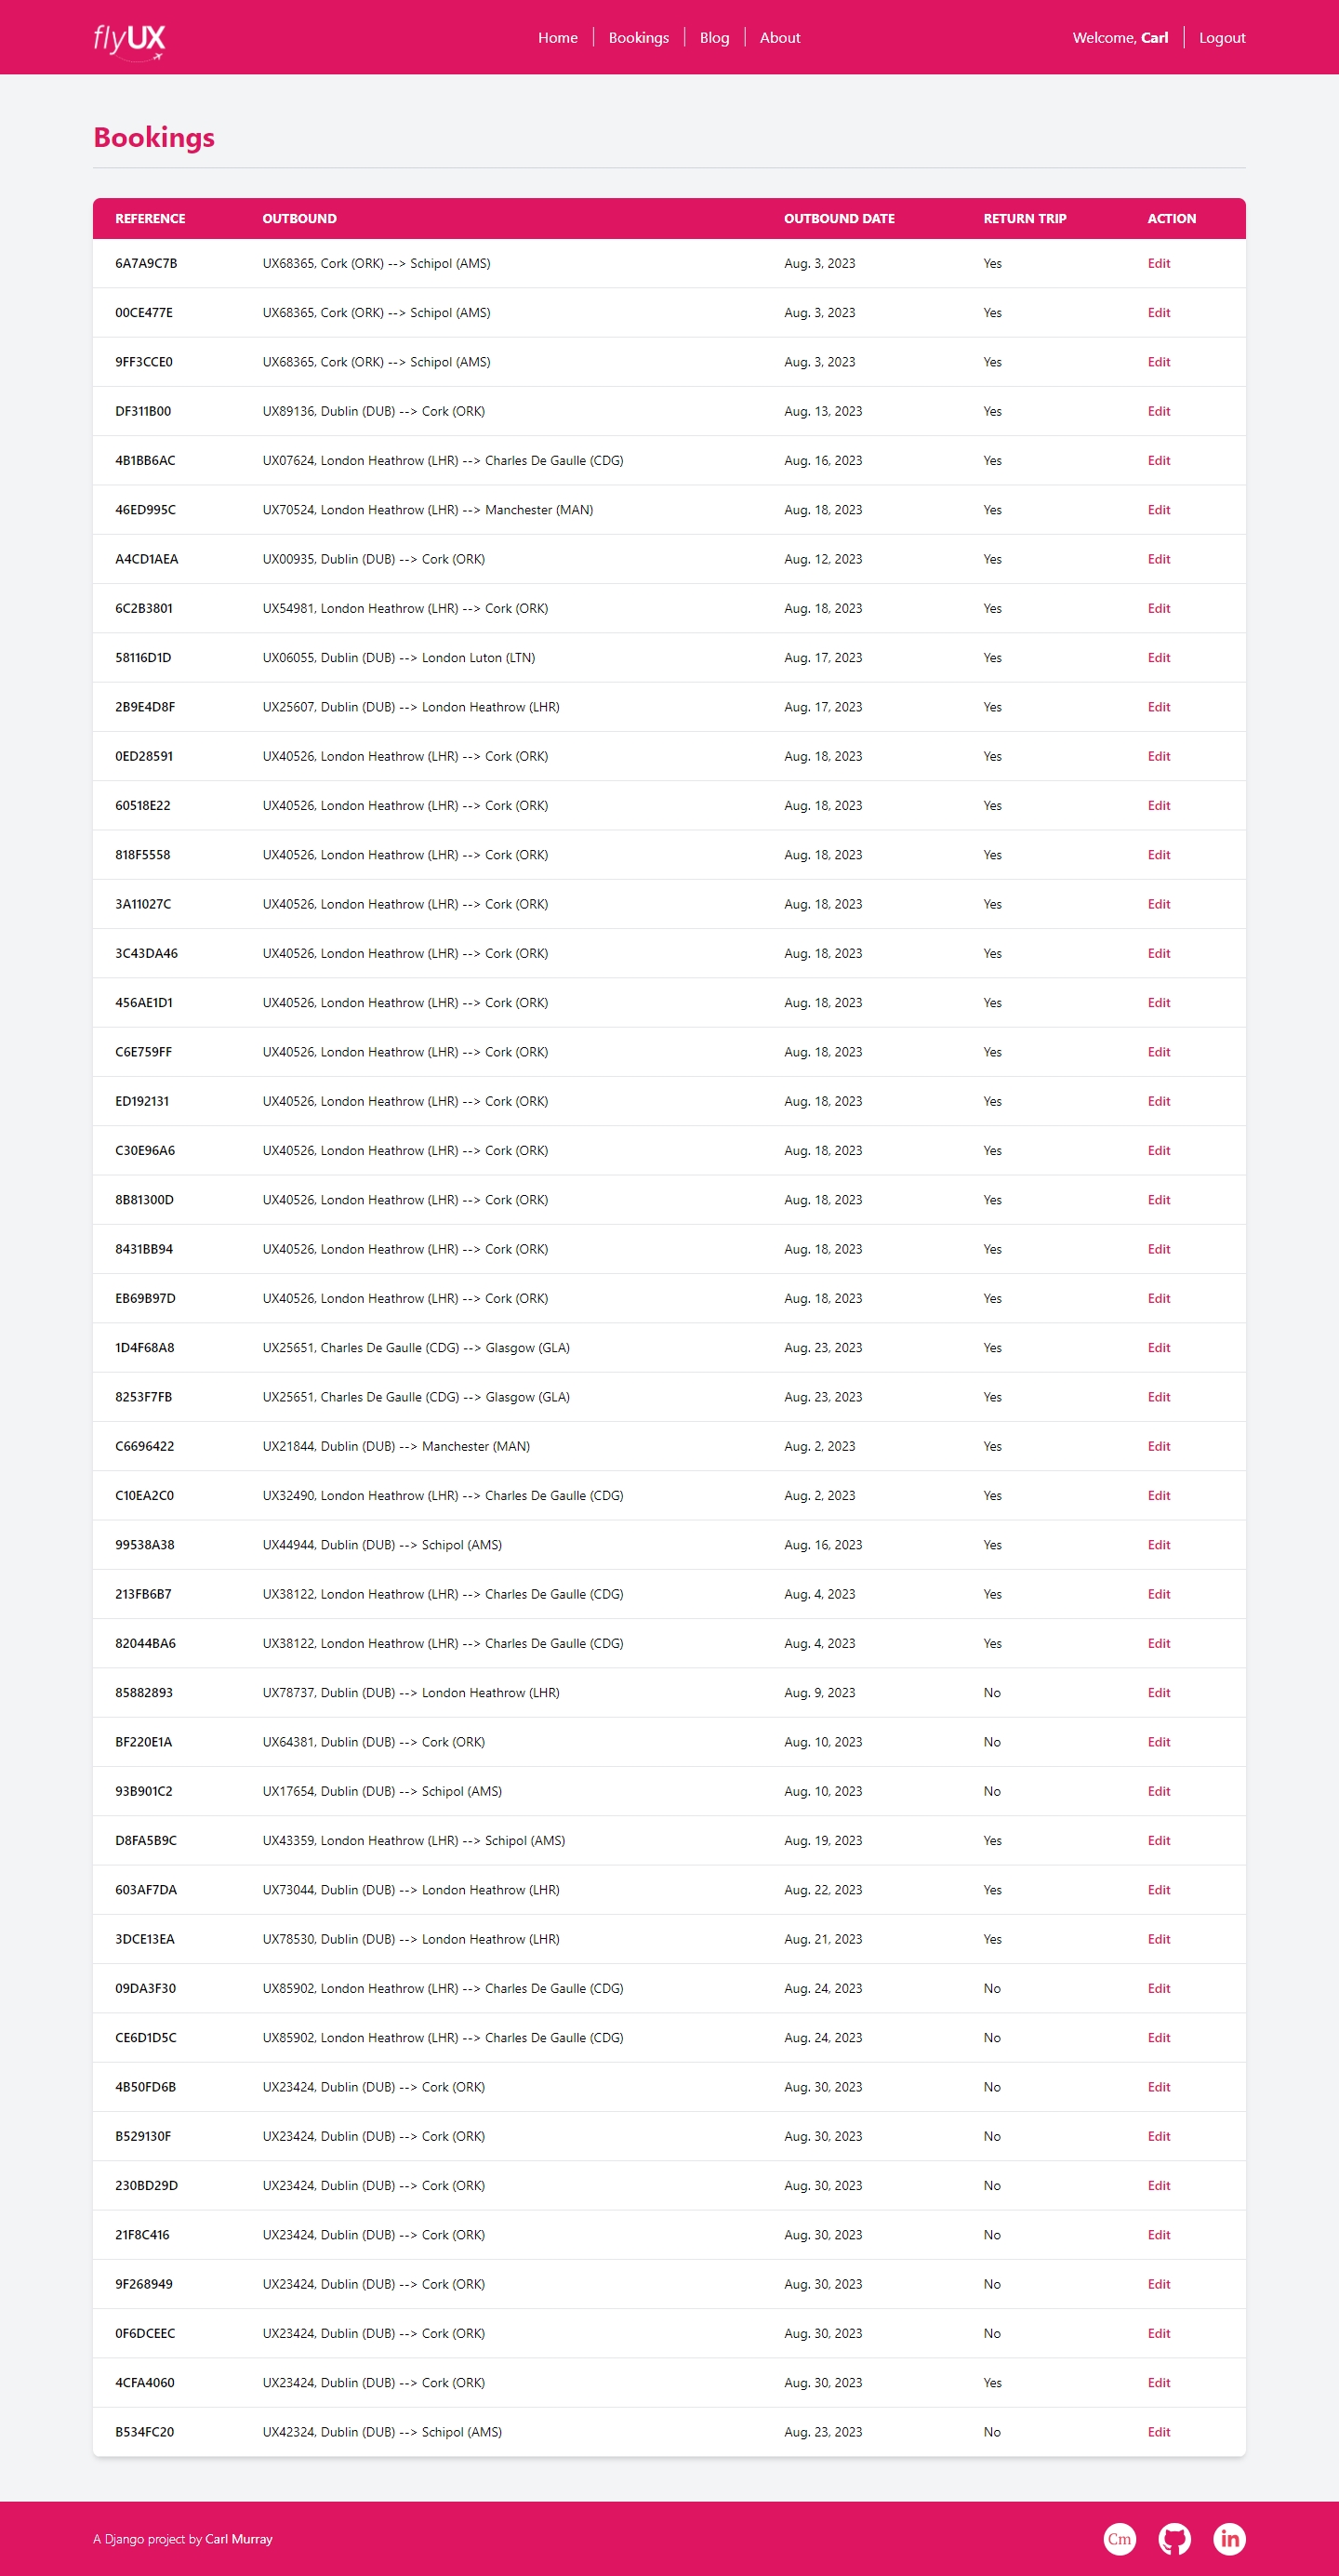 flyUX Home Bookings Blog About Welcome, Carl Logout
Bookings
REFERENCE OUTBOUND OUTBOUND DATE RETURN TRIP ACTION
6A7A9C7B UX68365, Cork (ORK) --> Schipol (AMS) Aug. 3, 2023 Yes Edit
00CE477E UX68365, Cork (ORK) --> Schipol (AMS) Aug. 3, 2023 Yes Edit
9FF3CCE0 UX68365, Cork (ORK) --> Schipol (AMS) Aug. 3, 2023 Yes Edit
DF311B00 UX89136, Dublin (DUB) --> Cork (ORK) Aug. 13, 2023 Yes Edit
4B1BB6AC UX07624, London Heathrow (LHR) --> Charles De Gaulle (CDG) Aug. 16, 2023 Yes Edit
46ED995C UX70524, London Heathrow (LHR) --> Manchester (MAN) Aug. 18, 2023 Yes Edit
A4CD1AEA UX00935, Dublin (DUB) --> Cork (ORK) Aug. 12, 2023 Yes Edit
6C2B3801 UX54981, London Heathrow (LHR) --> Cork (ORK) Aug. 18, 2023 Yes Edit
58116D1D UX06055, Dublin (DUB) --> London Luton (LTN) Aug. 17, 2023 Yes Edit
2B9E4D8F UX25607, Dublin (DUB) --> London Heathrow (LHR) Aug. 17, 2023 Yes Edit
0ED28591 UX40526, London Heathrow (LHR) --> Cork (ORK) Aug. 18, 2023 Yes Edit
60518E22 UX40526, London Heathrow (LHR) --> Cork (ORK) Aug. 18, 2023 Yes Edit
818F5558 UX40526, London Heathrow (LHR) --> Cork (ORK) Aug. 18, 2023 Yes Edit
3A11027C UX40526, London Heathrow (LHR) --> Cork (ORK) Aug. 18, 2023 Yes Edit
3C43DA46 UX40526, London Heathrow (LHR) --> Cork (ORK) Aug. 18, 2023 Yes Edit
456AE1D1 UX40526, London Heathrow (LHR) --> Cork (ORK) Aug. 18, 2023 Yes Edit
C6E759FF UX40526, London Heathrow (LHR) --> Cork (ORK) Aug. 18, 2023 Yes Edit
ED192131 UX40526, London Heathrow (LHR) --> Cork (ORK) Aug. 18, 2023 Yes Edit
C30E96A6 UX40526, London Heathrow (LHR) --> Cork (ORK) Aug. 18, 2023 Yes Edit
8B81300D UX40526, London Heathrow (LHR) --> Cork (ORK) Aug. 18, 2023 Yes Edit
8431BB94 UX40526, London Heathrow (LHR) --> Cork (ORK) Aug. 18, 2023 Yes Edit
EB69B97D UX40526, London Heathrow (LHR) --> Cork (ORK) Aug. 18, 2023 Yes Edit
1D4F68A8 UX25651, Charles De Gaulle (CDG) --> Glasgow (GLA) Aug. 23, 2023 Yes Edit
8253F7FB UX25651, Charles De Gaulle (CDG) --> Glasgow (GLA) Aug. 23, 2023 Yes Edit
C6696422 UX21844, Dublin (DUB) --> Manchester (MAN) Aug. 2, 2023 Yes Edit
C10EA2C0 UX32490, London Heathrow (LHR) --> Charles De Gaulle (CDG) Aug. 2, 2023 Yes Edit
99538A38 UX44944, Dublin (DUB) --> Schipol (AMS) Aug. 16, 2023 Yes Edit
213FB6B7 UX38122, London Heathrow (LHR) --> Charles De Gaulle (CDG) Aug. 4, 2023 Yes Edit
82044BA6 UX38122, London Heathrow (LHR) --> Charles De Gaulle (CDG) Aug. 4, 2023 Yes Edit
85882893 UX78737, Dublin (DUB) --> London Heathrow (LHR) Aug. 9, 2023 No Edit
BF220E1A UX64381, Dublin (DUB) --> Cork (ORK) Aug. 10, 2023 No Edit
93B901C2 UX17654, Dublin (DUB) --> Schipol (AMS) Aug. 10, 2023 No Edit
D8FA5B9C UX43359, London Heathrow (LHR) --> Schipol (AMS) Aug. 19, 2023 Yes Edit
603AF7DA UX73044, Dublin (DUB) --> London Heathrow (LHR) Aug. 22, 2023 Yes Edit
3DCE13EA UX78530, Dublin (DUB) --> London Heathrow (LHR) Aug. 21, 2023 Yes Edit
09DA3F30 UX85902, London Heathrow (LHR) --> Charles De Gaulle (CDG) Aug. 24, 2023 No Edit
CE6D1D5C UX85902, London Heathrow (LHR) --> Charles De Gaulle (CDG) Aug. 24, 2023 No Edit
4B50FD6B UX23424, Dublin (DUB) --> Cork (ORK) Aug. 30, 2023 No Edit
B529130F UX23424, Dublin (DUB) --> Cork (ORK) Aug. 30, 2023 No Edit
230BD29D UX23424, Dublin (DUB) --> Cork (ORK) Aug. 30, 2023 No Edit
21F8C416 UX23424, Dublin (DUB) --> Cork (ORK) Aug. 30, 2023 No Edit
9F268949 UX23424, Dublin (DUB) --> Cork (ORK) Aug. 30, 2023 No Edit
0F6DCEEC UX23424, Dublin (DUB) --> Cork (ORK) Aug. 30, 2023 No Edit
4CFA4060 UX23424, Dublin (DUB) --> Cork (ORK) Aug. 30, 2023 Yes Edit
B534FC20 UX42324, Dublin (DUB) --> Schipol (AMS) Aug. 23, 2023 No Edit
A Django project by Carl Murray Cm in